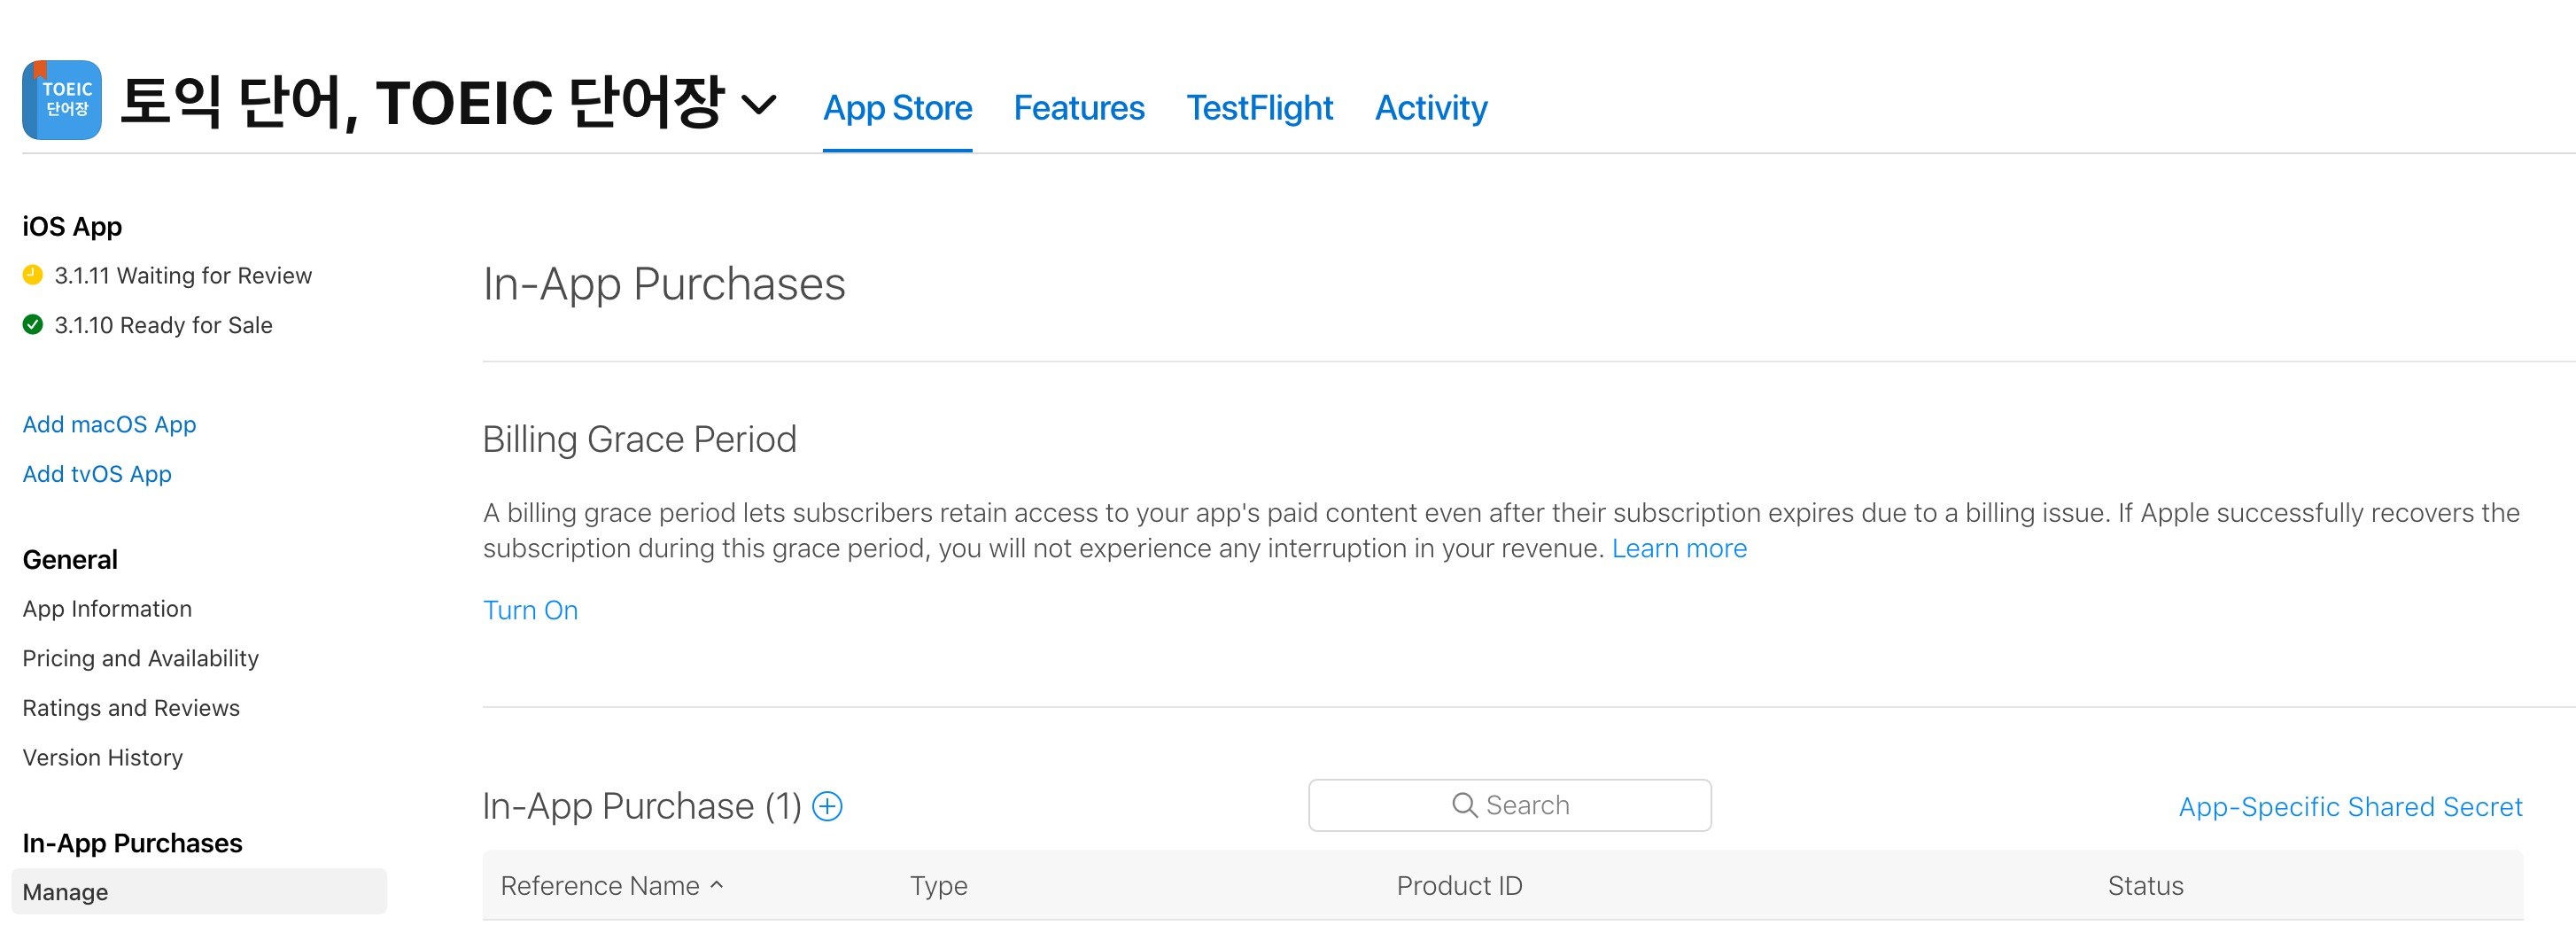 TOEIC
단어장
토익 단어, TOEIC 단어장
App Store
Features
TestFlight
Activity
iOS App
3.1.11 Waiting for Review
3.1.10 Ready for Sale
Add macOS App
Add tvOS App
General
App Information
Pricing and Availability
Ratings and Reviews
Version History
In-App Purchases
Manage
In-App Purchases
Billing Grace Period
A billing grace period lets subscribers retain access to your app's paid content even after their subscription expires due to a billing issue. If Apple successfully recovers the
subscription during this grace period, you will not experience any interruption in your revenue. Learn more
Turn On
In-App Purchase (1)
Search
App-Specific Shared Secret
Reference Name
Type
Product ID
Status